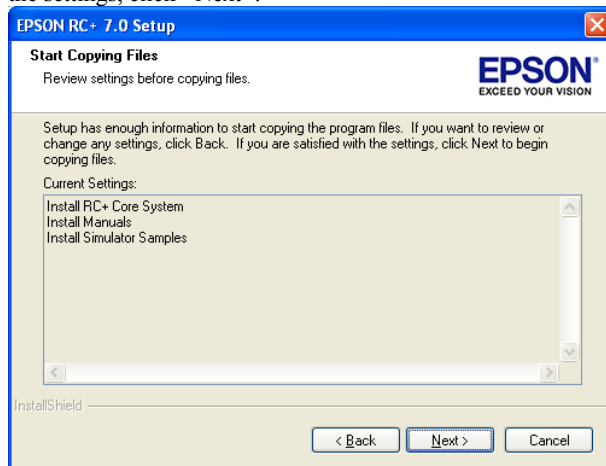 the settings, click "Next".
EPSON RC+ 7.0 Setup
Start Copying Files
Review settings before copying files.
EPSON®
EXCEED YOUR VISION
Setup has enough information to start copying the program files. If you want to review or
change any settings, click Back. If you are satisfied with the settings, click Next to begin
copying files.
Current Settings:
Install RC+ Core System
Install Manuals
Install Simulator Samples
InstallShield
< Back
Next >
Cancel